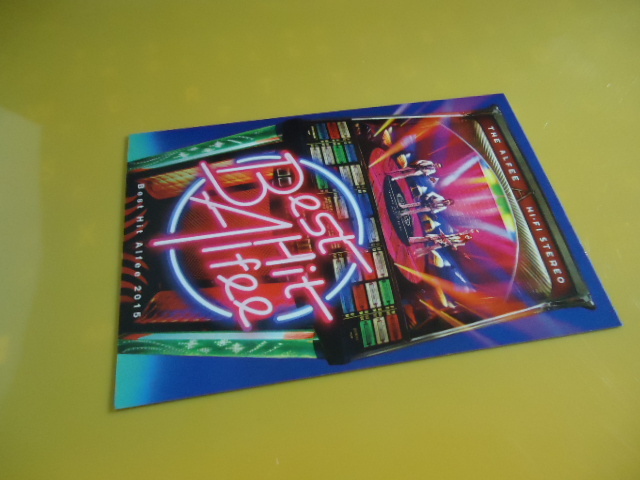 THE ALFEE HI-FI STEREO
Best
Hit
Alfee
Best Hit Alfee 2015